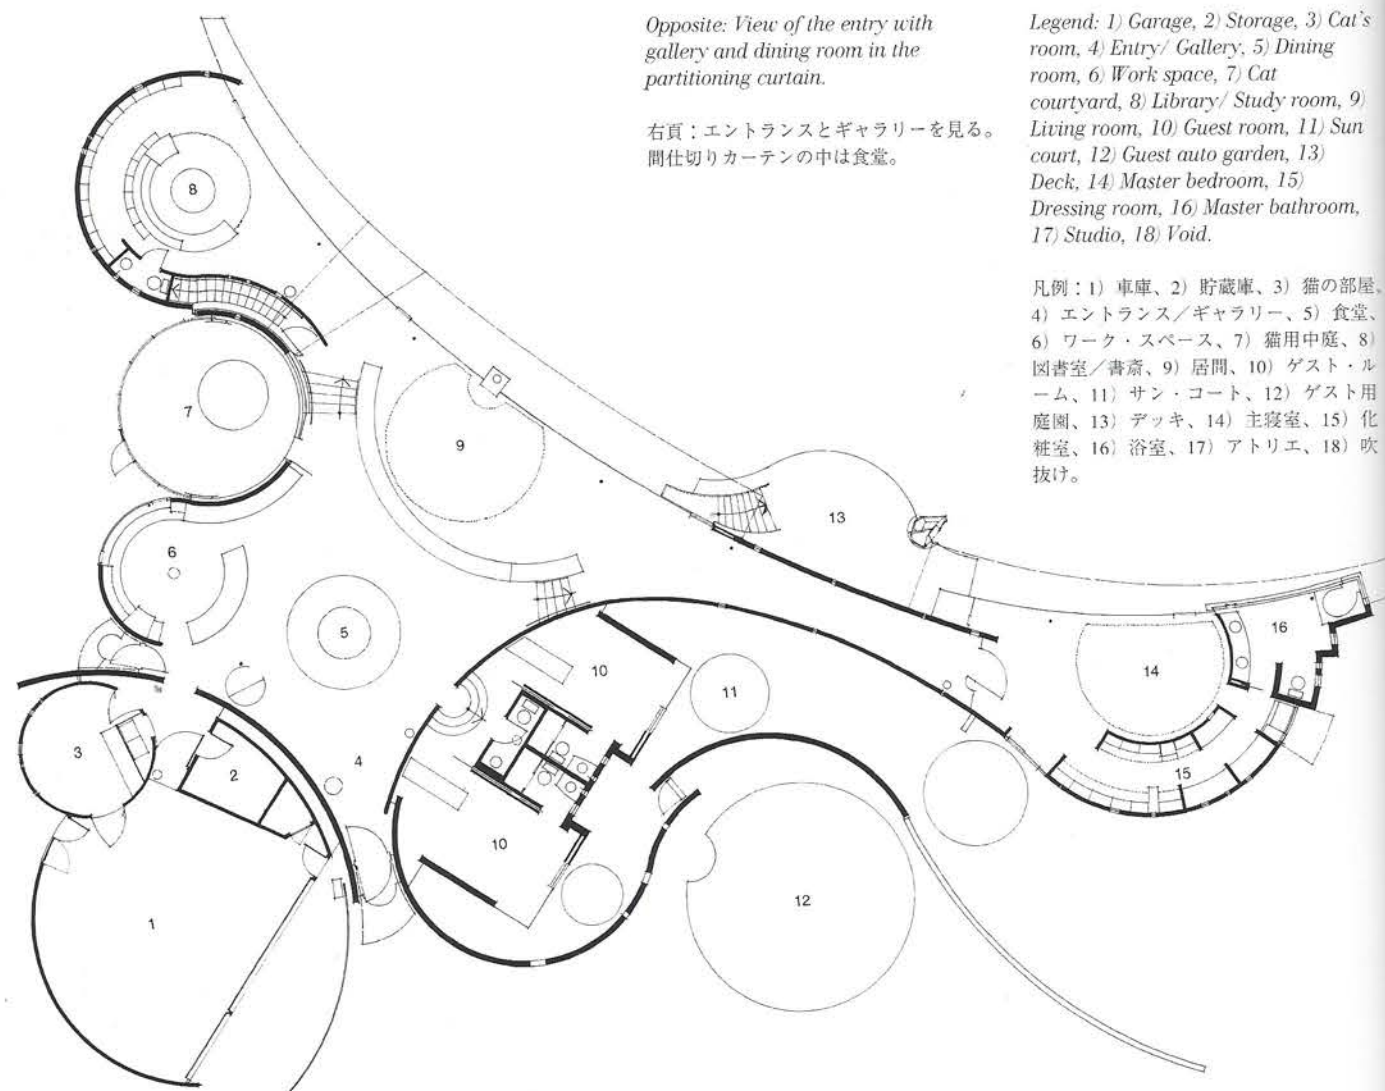 Opposite: View of the entry with
gallery and dining room in the
partitioning curtain.
右頁：エントランスとギャラリーを見る。
間仕切りカーテンの中は食堂。
Legend: 1) Garage, 2) Storage, 3) Cat's
room, 4) Entry/ Gallery, 5) Dining
room, 6) Work space, 7) Cat
courtyard, 8) Library/ Study room, 9)
Living room, 10) Guest room, 11) Sun
court, 12) Guest auto garden, 13)
Deck, 14) Master bedroom, 15)
Dressing room, 16) Master bathroom,
17) Studio, 18) Void.
凡例：1）車庫、2）貯蔵庫、3）猫の部屋、
4）エントランス／ギャラリー、5）食堂、
6）ワーク・スペース、7）猫用中庭、8）
図書室／書斎、9）居間、10）ゲスト・ル
ーム、11）サン・コート、12）ゲスト用
庭園、13）デッキ、14）主寝室、15）化
粧室、16）浴室、17）アトリエ、18）吹
抜け。
8
7
9
6
13
5
10
16
14
11
3
2
4
15
10
12
1